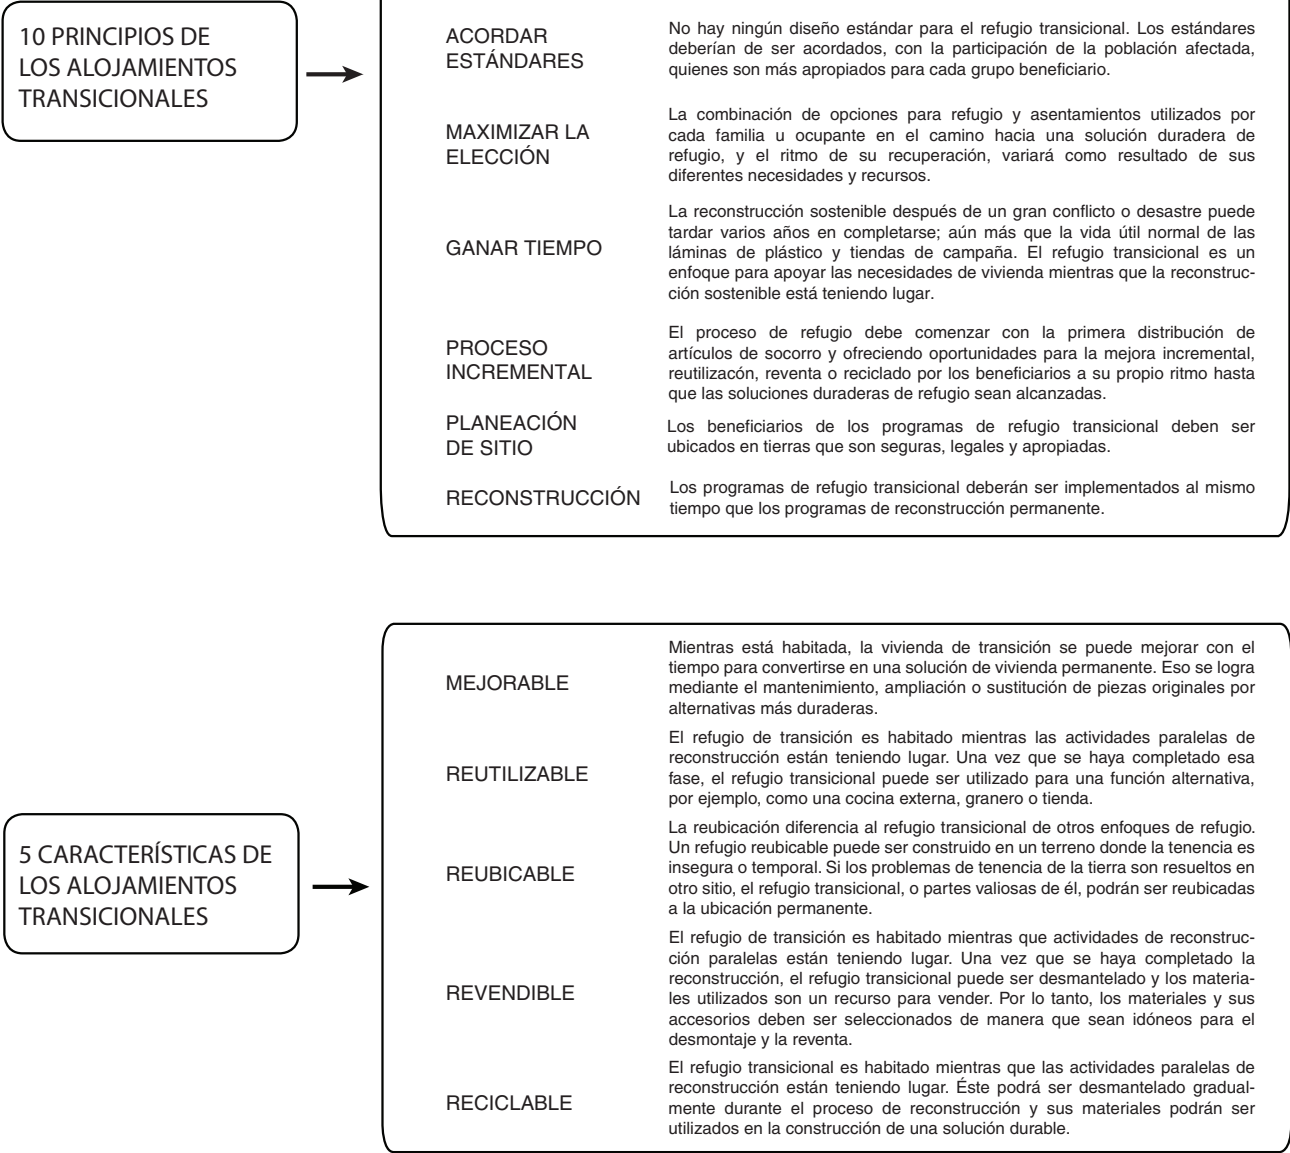 10 PRINCIPIOS DE
LOS ALOJAMIENTOS
TRANSICIONALES
ACORDAR
ESTÁNDARES
No hay ningún diseño estándar para el refugio transicional. Los estándares
deberían de ser acordados, con la participación de la población afectada,
quienes son más apropiados para cada grupo beneficiario.
MAXIMIZAR LA
ELECCIÓN
La combinación de opciones para refugio y asentamientos utilizados por
cada familia u ocupante en el camino hacia una solución duradera de
refugio, y el ritmo de su recuperación, variará como resultado de sus
diferentes necesidades y recursos.
GANAR TIEMPO
La reconstrucción sostenible después de un gran conflicto o desastre puede
tardar varios años en completarse; aún más que la vida útil normal de las
láminas de plástico y tiendas de campaña. El refugio transicional es un
enfoque para apoyar las necesidades de vivienda mientras que la reconstruc-
ción sostenible está teniendo lugar.
PROCESO
INCREMENTAL
El proceso de refugio debe comenzar con la primera distribución de
artículos de socorro y ofreciendo oportunidades para la mejora incremental,
reutilizacón, reventa o reciclado por los beneficiarios a su propio ritmo hasta
que las soluciones duraderas de refugio sean alcanzadas.
PLANEACIÓN
DE SITIO
Los beneficiarios de los programas de refugio transicional deben ser
ubicados en tierras que son seguras, legales y apropiadas.
RECONSTRUCCIÓN
Los programas de refugio transicional deberán ser implementados al mismo
tiempo que los programas de reconstrucción permanente.
5 CARACTERÍSTICAS DE
LOS ALOJAMIENTOS
TRANSICIONALES
MEJORABLE
Mientras está habitada, la vivienda de transición se puede mejorar con el
tiempo para convertirse en una solución de vivienda permanente. Eso se logra
mediante el mantenimiento, ampliación o sustitución de piezas originales por
alternativas más duraderas.
REUTILIZABLE
El refugio de transición es habitado mientras las actividades paralelas de
reconstrucción están teniendo lugar. Una vez que se haya completado esa
fase, el refugio transicional puede ser utilizado para una función alternativa,
por ejemplo, como una cocina externa, granero o tienda.
REUBICABLE
La reubicación diferencia al refugio transicional de otros enfoques de refugio.
Un refugio reubicable puede ser construido en un terreno donde la tenencia es
insegura o temporal. Si los problemas de tenencia de la tierra son resueltos en
otro sitio, el refugio transicional, o partes valiosas de él, podrán ser reubicadas
a la ubicación permanente.
REVENDIBLE
El refugio de transición es habitado mientras que actividades de reconstruc-
ción paralelas están teniendo lugar. Una vez que se haya completado la
reconstrucción, el refugio transicional puede ser desmantelado y los materia-
les utilizados son un recurso para vender. Por lo tanto, los materiales y sus
accesorios deben ser seleccionados de manera que sean idóneos para el
desmontaje y la reventa.
RECICLABLE
El refugio transicional es habitado mientras que las actividades paralelas de
reconstrucción están teniendo lugar. Éste podrá ser desmantelado gradual-
mente durante el proceso de reconstrucción y sus materiales podrán ser
utilizados en la construcción de una solución durable.